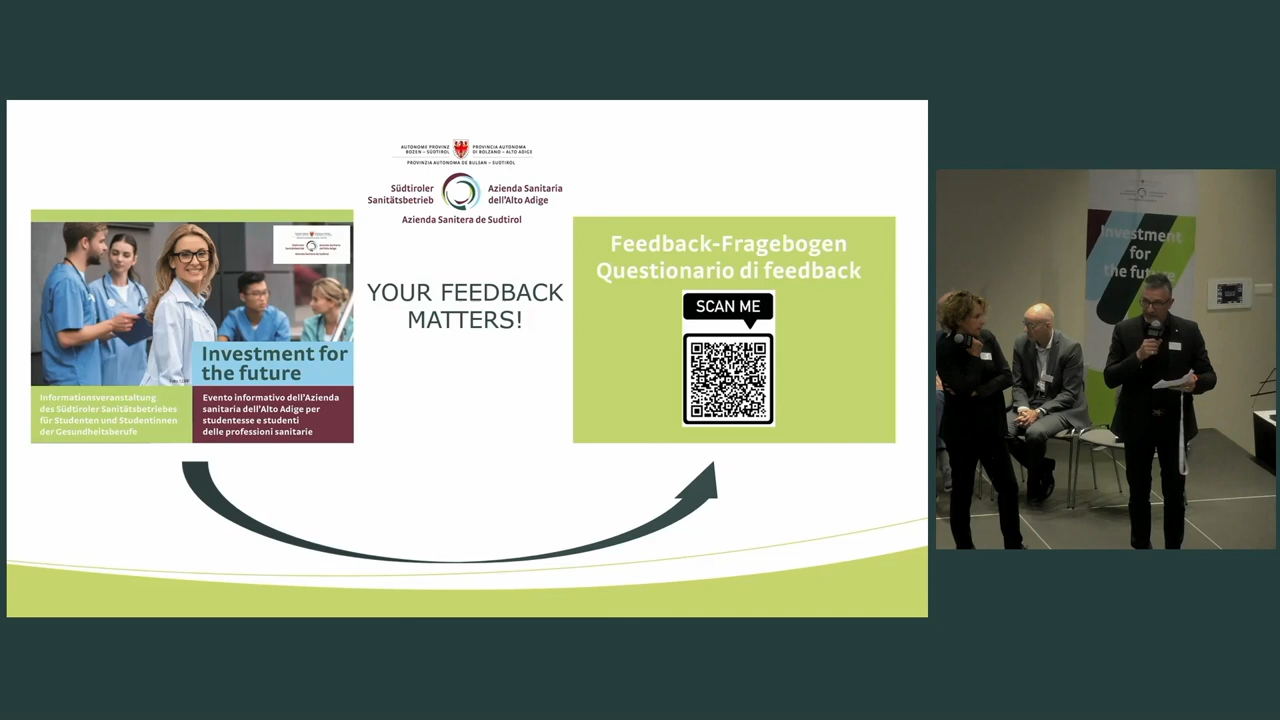 AUTONOME PROVINZ
BOZEN – SÜDTIROL
PROVINCIA AUTONOMA
DI BOLZANO – ALTO ADIGE
PROVINZIA AUTONOMA DE BULSAN – SUDTIROL
Südtiroler
Sanitätsbetrieb
Azienda Sanitaria
dell'Alto Adige
Azienda Sanitera de Sudtirol
Investment for
the future
Informationsveranstaltung
des Südtiroler Sanitätsbetriebes
für Studenten und Studentinnen
der Gesundheitsberufe
Evento informativo dell'Azienda
sanitaria dell'Alto Adige per
studentesse e studenti
delle professioni sanitarie
YOUR FEEDBACK
MATTERS!
Feedback-Fragebogen
Questionario di feedback
SCAN ME
Investment
for
the future